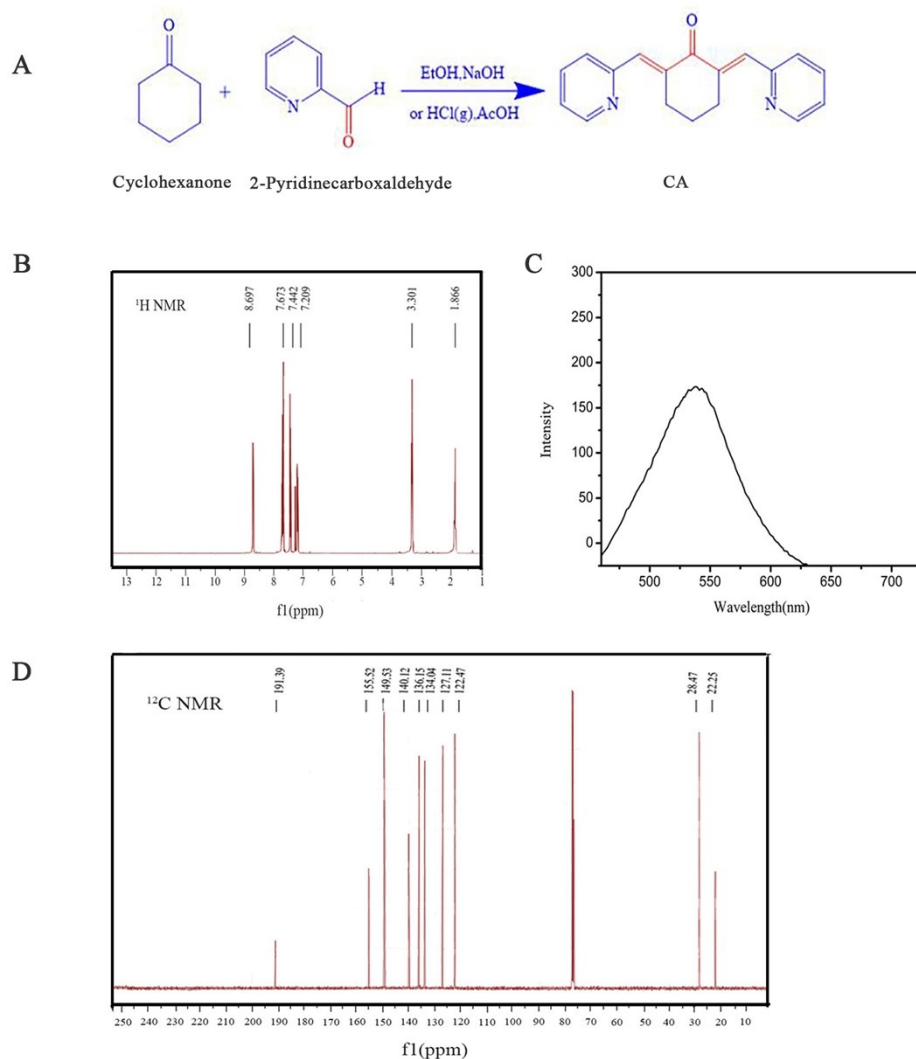 A
O
+
N
H
O
EtOH,NaOH
or HCl(g),AcOH
O
N
N
Cyclohexanone
2-Pyridinecarboxaldehyde
CA
B
¹H NMR
8.697
7.673
7.442
7.209
3.301
1.866
13 12 11 10 9 8 7 6 5 4 3 2 1
f1(ppm)
C
300
250
200
150
100
50
0
Intensity
500 550 600 650 700
Wavelength(nm)
D
¹²C NMR
191.39
155.52
149.53
140.12
136.15
134.04
127.11
122.47
28.47
22.25
250 240 230 220 210 200 190 180 170 160 150 140 130 120 110 100 90 80 70 60 50 40 30 20 10
f1(ppm)